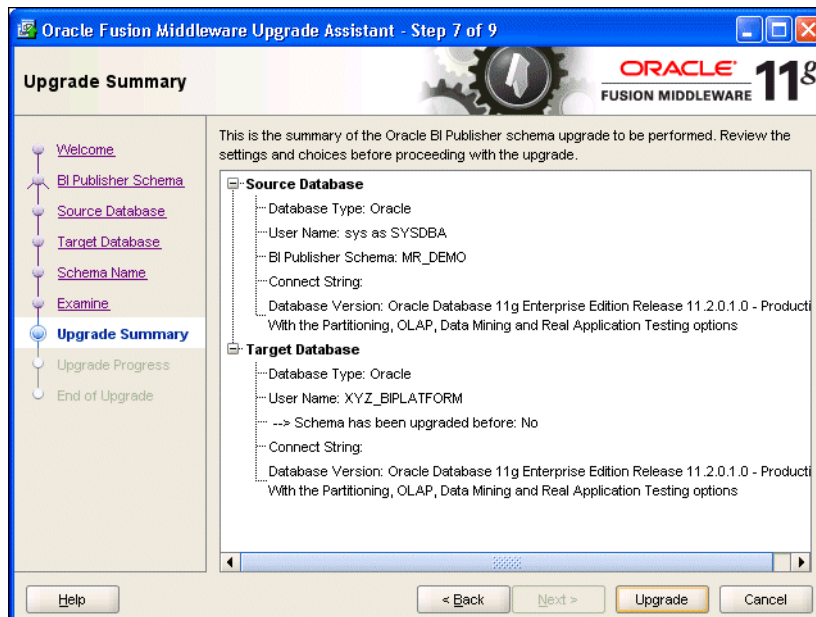 Oracle Fusion Middleware Upgrade Assistant - Step 7 of 9
Upgrade Summary
ORACLE
FUSION MIDDLEWARE 11g
Welcome
BI Publisher Schema
Source Database
Target Database
Schema Name
Examine
Upgrade Summary
Upgrade Progress
End of Upgrade
This is the summary of the Oracle BI Publisher schema upgrade to be performed. Review the
settings and choices before proceeding with the upgrade.
Source Database
Database Type: Oracle
User Name: sys as SYSDBA
BI Publisher Schema: MR_DEMO
Connect String:
Database Version: Oracle Database 11g Enterprise Edition Release 11.2.0.1.0 - Producti
With the Partitioning, OLAP, Data Mining and Real Application Testing options
Target Database
Database Type: Oracle
User Name: XYZ_BIPLATFORM
--> Schema has been upgraded before: No
Connect String:
Database Version: Oracle Database 11g Enterprise Edition Release 11.2.0.1.0 - Producti
With the Partitioning, OLAP, Data Mining and Real Application Testing options
Help
< Back
Next >
Upgrade
Cancel